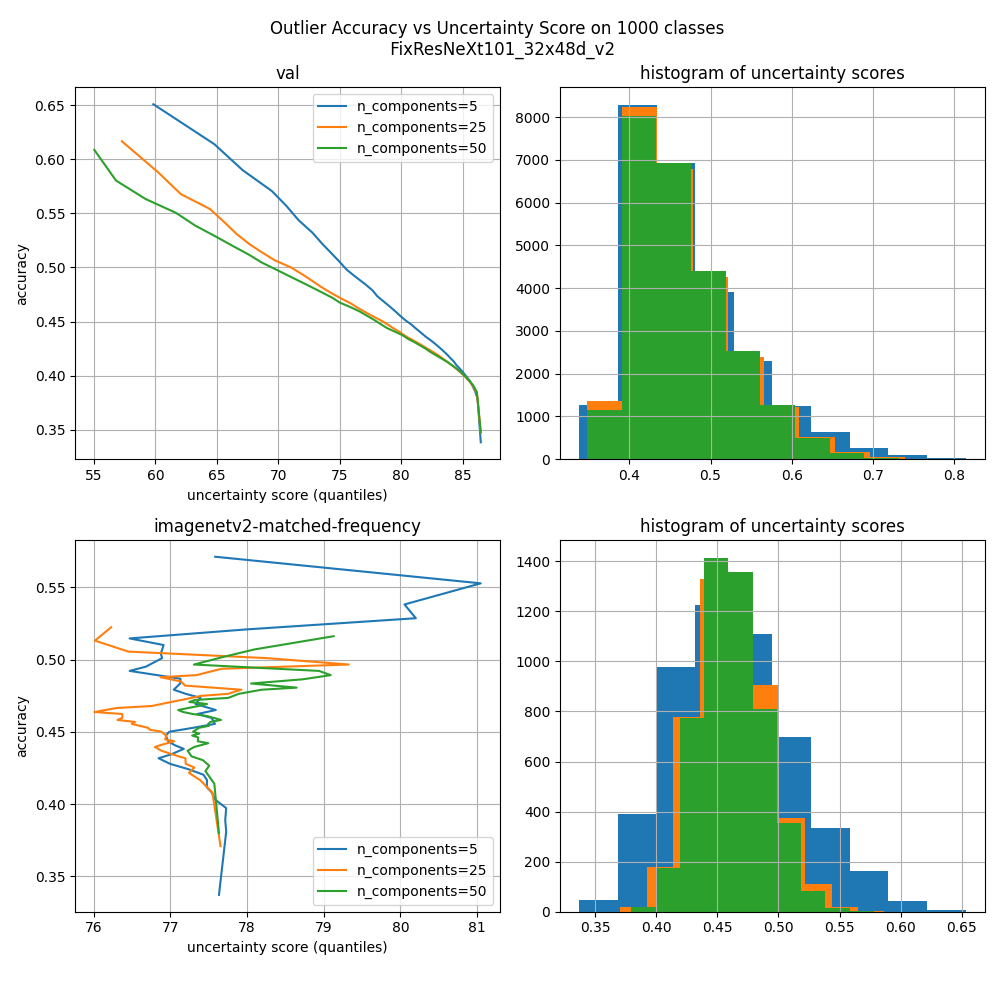 Outlier Accuracy vs Uncertainty Score on 1000 classes
FixResNeXt101_32x48d_v2
val
accuracy
0.65
0.60
0.55
0.50
0.45
0.40
0.35
n_components=5
n_components=25
n_components=50
55 60 65 70 75 80 85
uncertainty score (quantiles)
histogram of uncertainty scores
8000
7000
6000
5000
4000
3000
2000
1000
0
0.4 0.5 0.6 0.7 0.8
imagenetv2-matched-frequency
accuracy
0.55
0.50
0.45
0.40
0.35
n_components=5
n_components=25
n_components=50
76 77 78 79 80 81
uncertainty score (quantiles)
histogram of uncertainty scores
1400
1200
1000
800
600
400
200
0
0.35 0.40 0.45 0.50 0.55 0.60 0.65